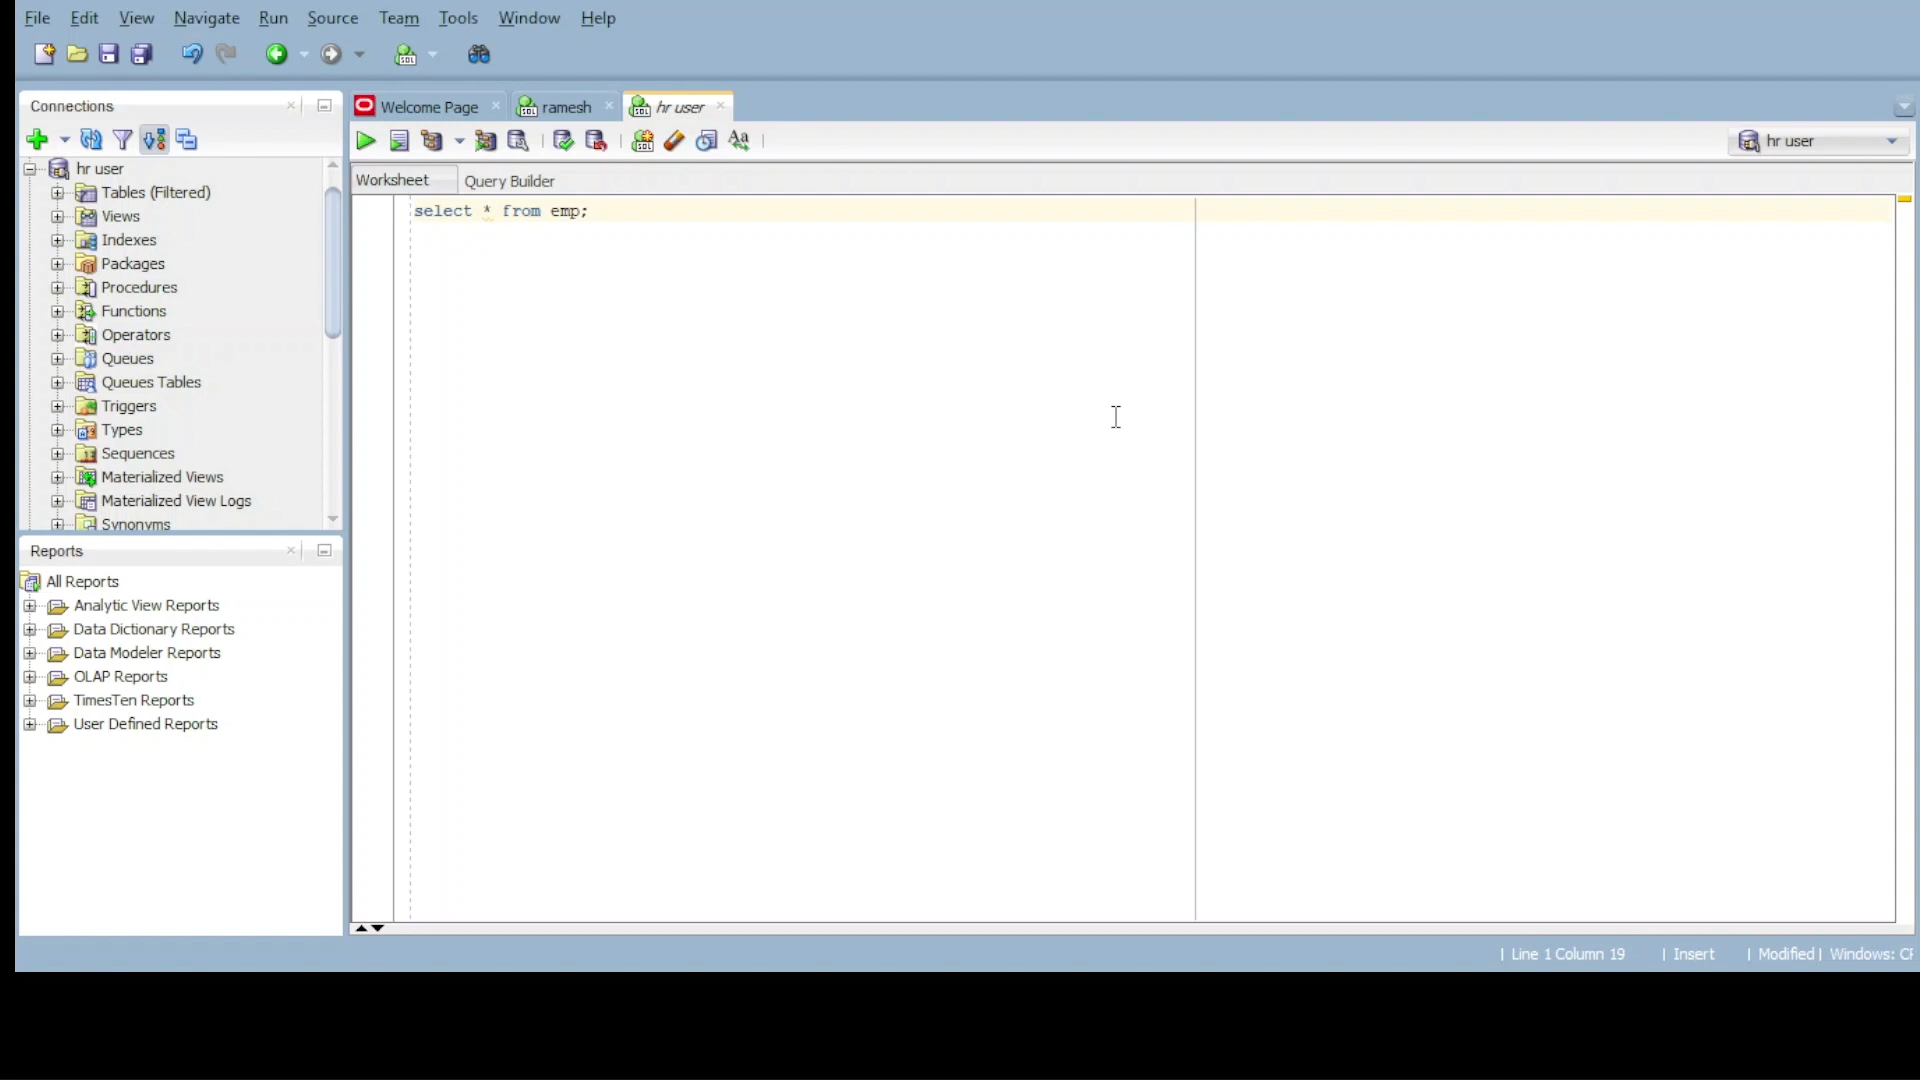 File Edit View Navigate Run Source Team Tools Window Help
Connections
Welcome Page
ramesh
hr user
hr user
Worksheet
Query Builder
hr user
Tables (Filtered)
Views
Indexes
Packages
Procedures
Functions
Operators
Queues
Queues Tables
Triggers
Types
Sequences
Materialized Views
Materialized View Logs
Synonyms
select * from emp;
Reports
All Reports
Analytic View Reports
Data Dictionary Reports
Data Modeler Reports
OLAP Reports
TimesTen Reports
User Defined Reports
| Line 1 Column 19 | Insert | Modified | Windows: CF